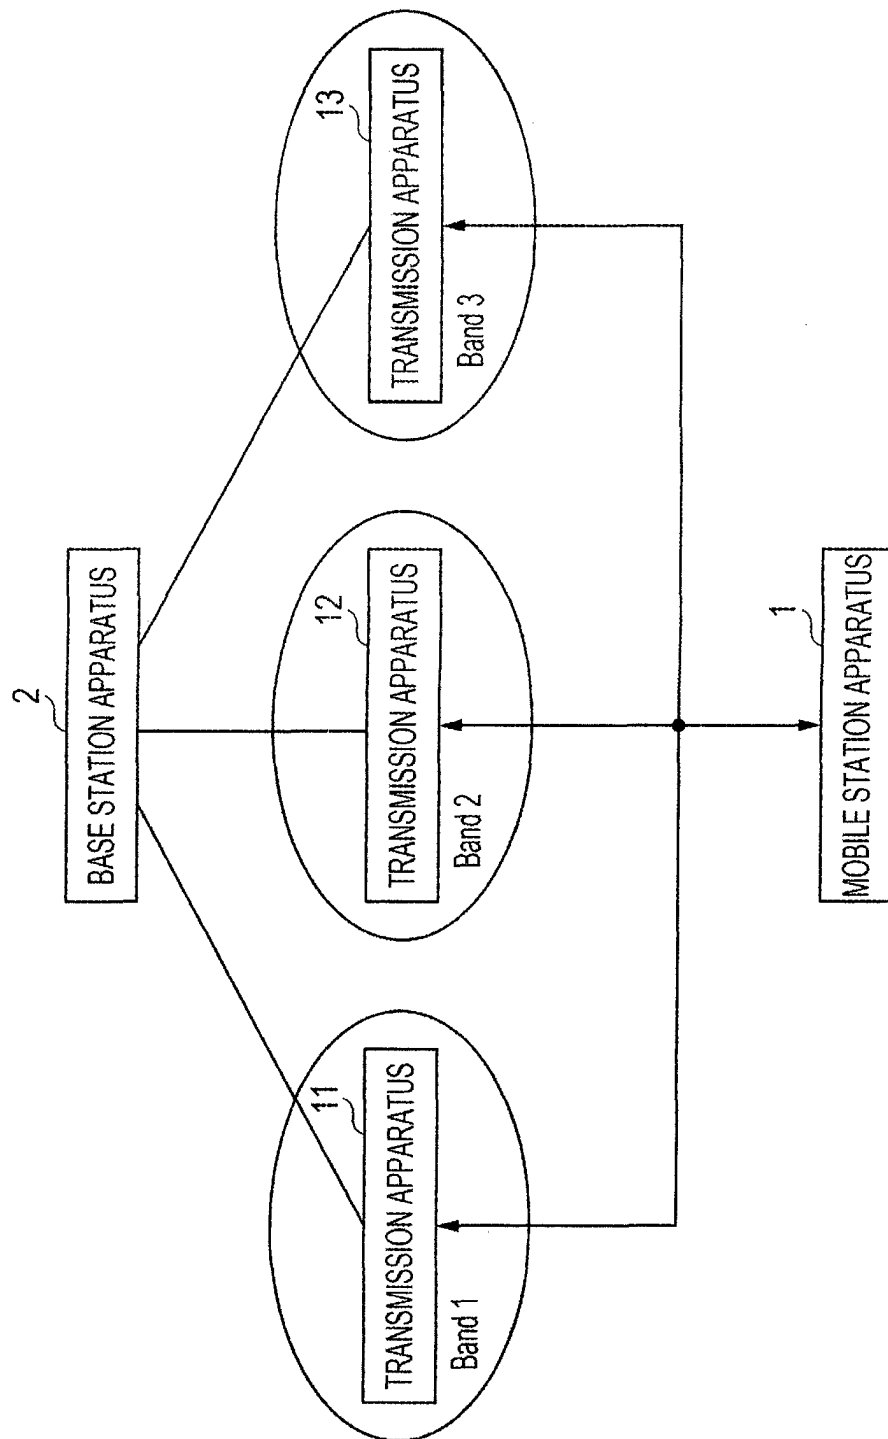 2
BASE STATION APPARATUS
11
TRANSMISSION APPARATUS
Band 1
12
TRANSMISSION APPARATUS
Band 2
13
TRANSMISSION APPARATUS
Band 3
1
MOBILE STATION APPARATUS